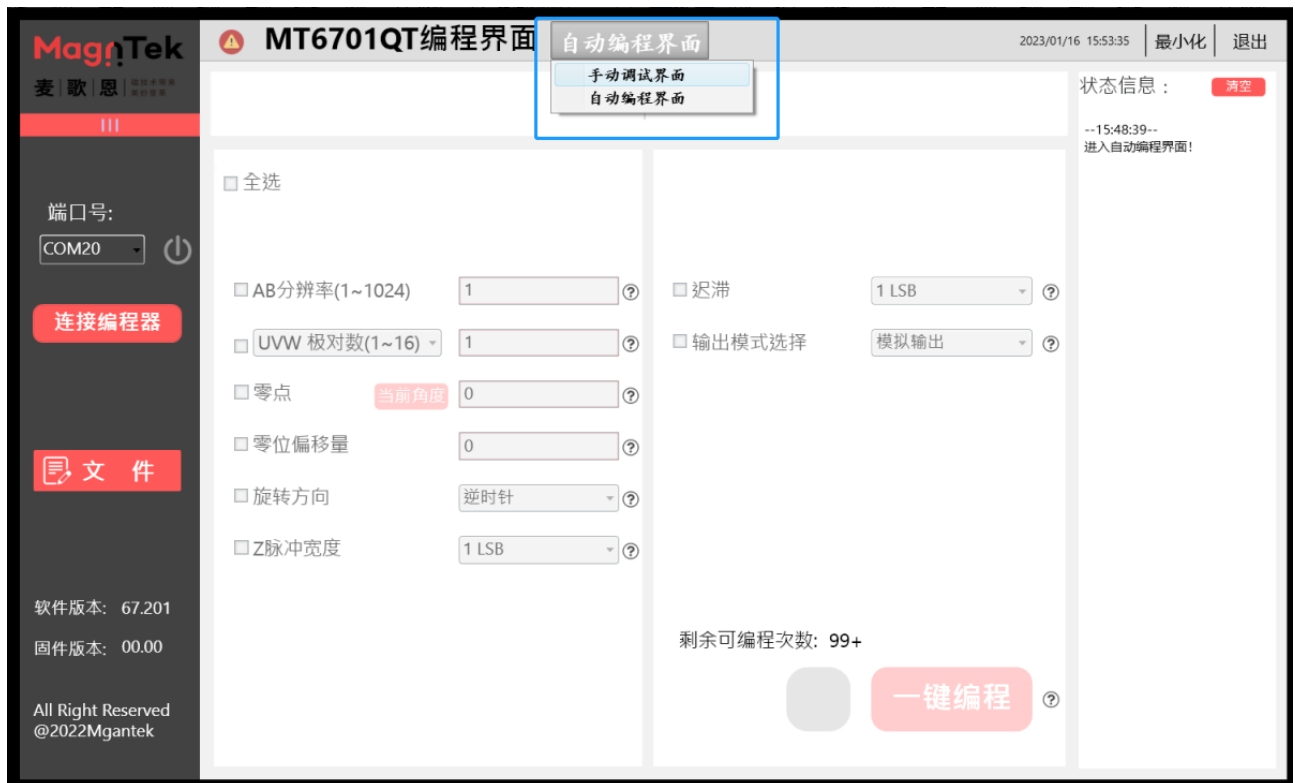 MagnTek
麦 歌 恩
MT6701QT编程界面
自动编程界面
2023/01/16 15:53:35
最小化
退出
手动调试界面
自动编程界面
状态信息：
清空
--15:48:39--
进入自动编程界面!
端口号:
COM20
连接编程器
文 件
软件版本: 67.201
固件版本: 00.00
All Right Reserved
@2022Mgantek
全选
AB分辨率(1~1024) 1
UVW 极对数(1~16) 1
零点 当前角度 0
零位偏移量 0
旋转方向 逆时针
Z脉冲宽度 1 LSB
迟滞 1 LSB
输出模式选择 模拟输出
剩余可编程次数: 99+
一键编程